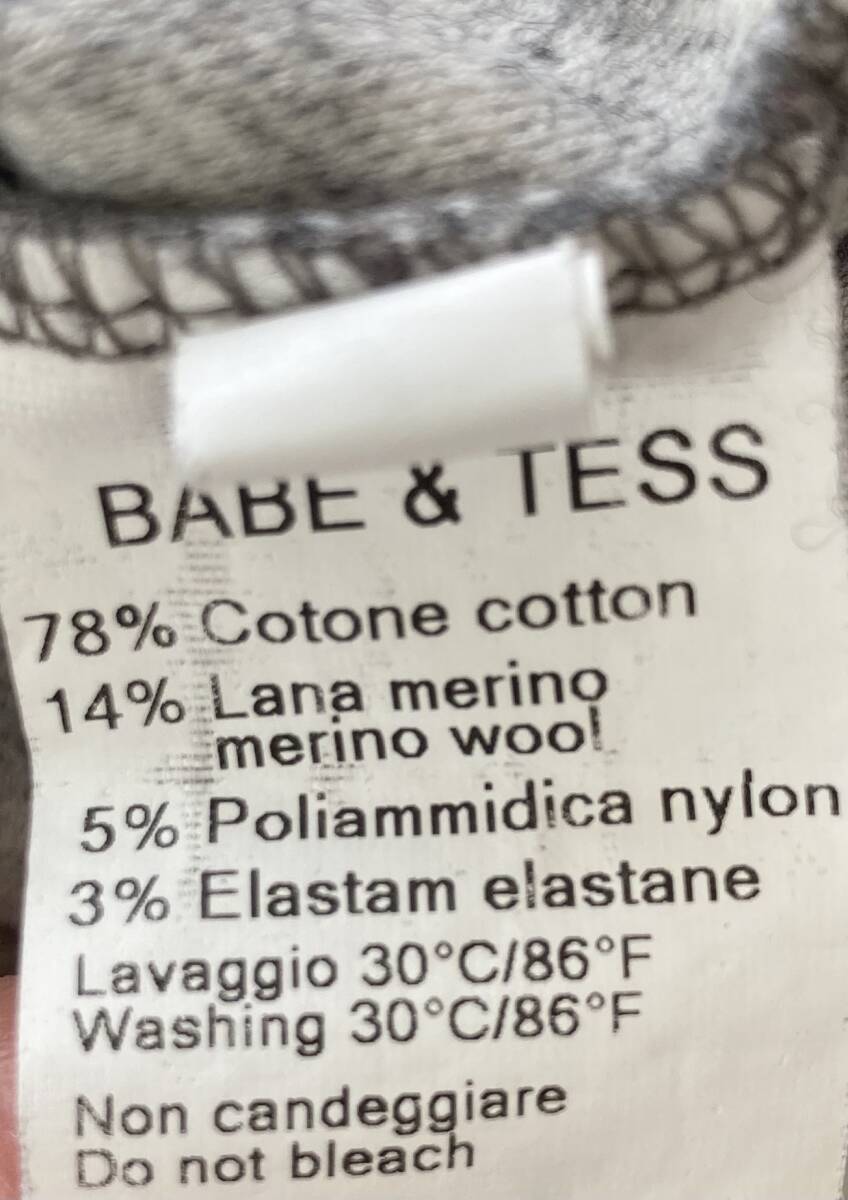 BABE & TESS
78% Cotone cotton
14% Lana merino
merino wool
5% Poliammidica nylon
3% Elastam elastane
Lavaggio 30°C/86°F
Washing 30°C/86°F
Non candeggiare
Do not bleach